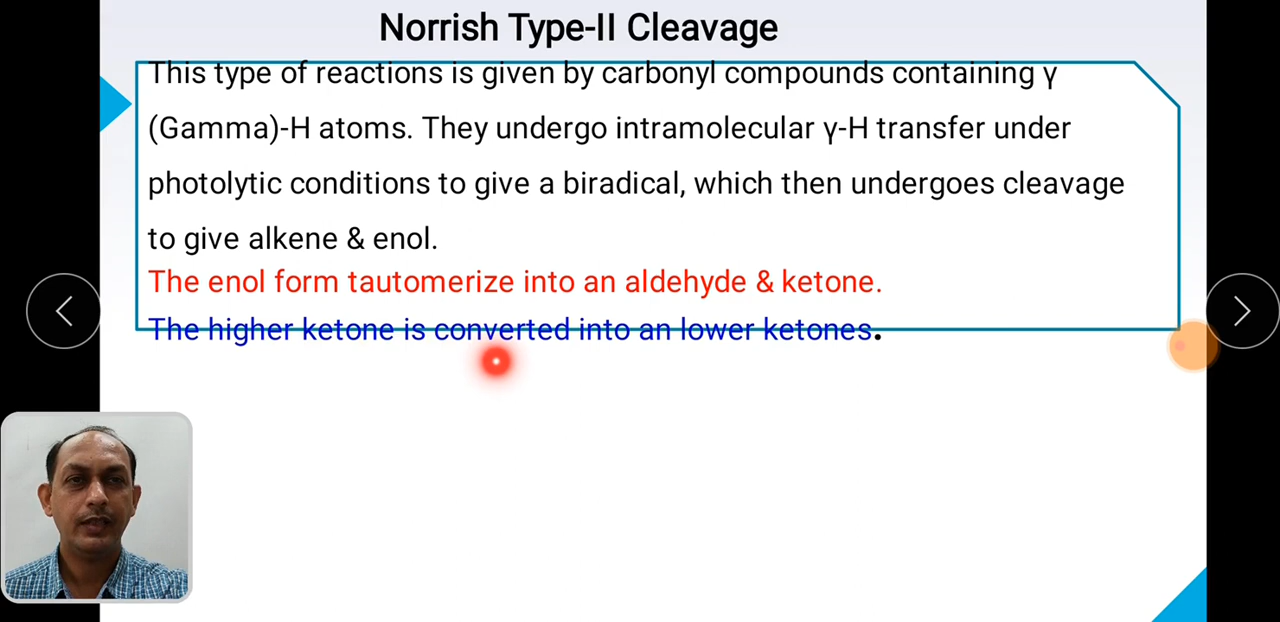 Norrish Type-II Cleavage
This type of reactions is given by carbonyl compounds containing γ
(Gamma)-H atoms. They undergo intramolecular γ-H transfer under
photolytic conditions to give a biradical, which then undergoes cleavage
to give alkene & enol.
The enol form tautomerize into an aldehyde & ketone.
The higher ketone is converted into an lower ketones.